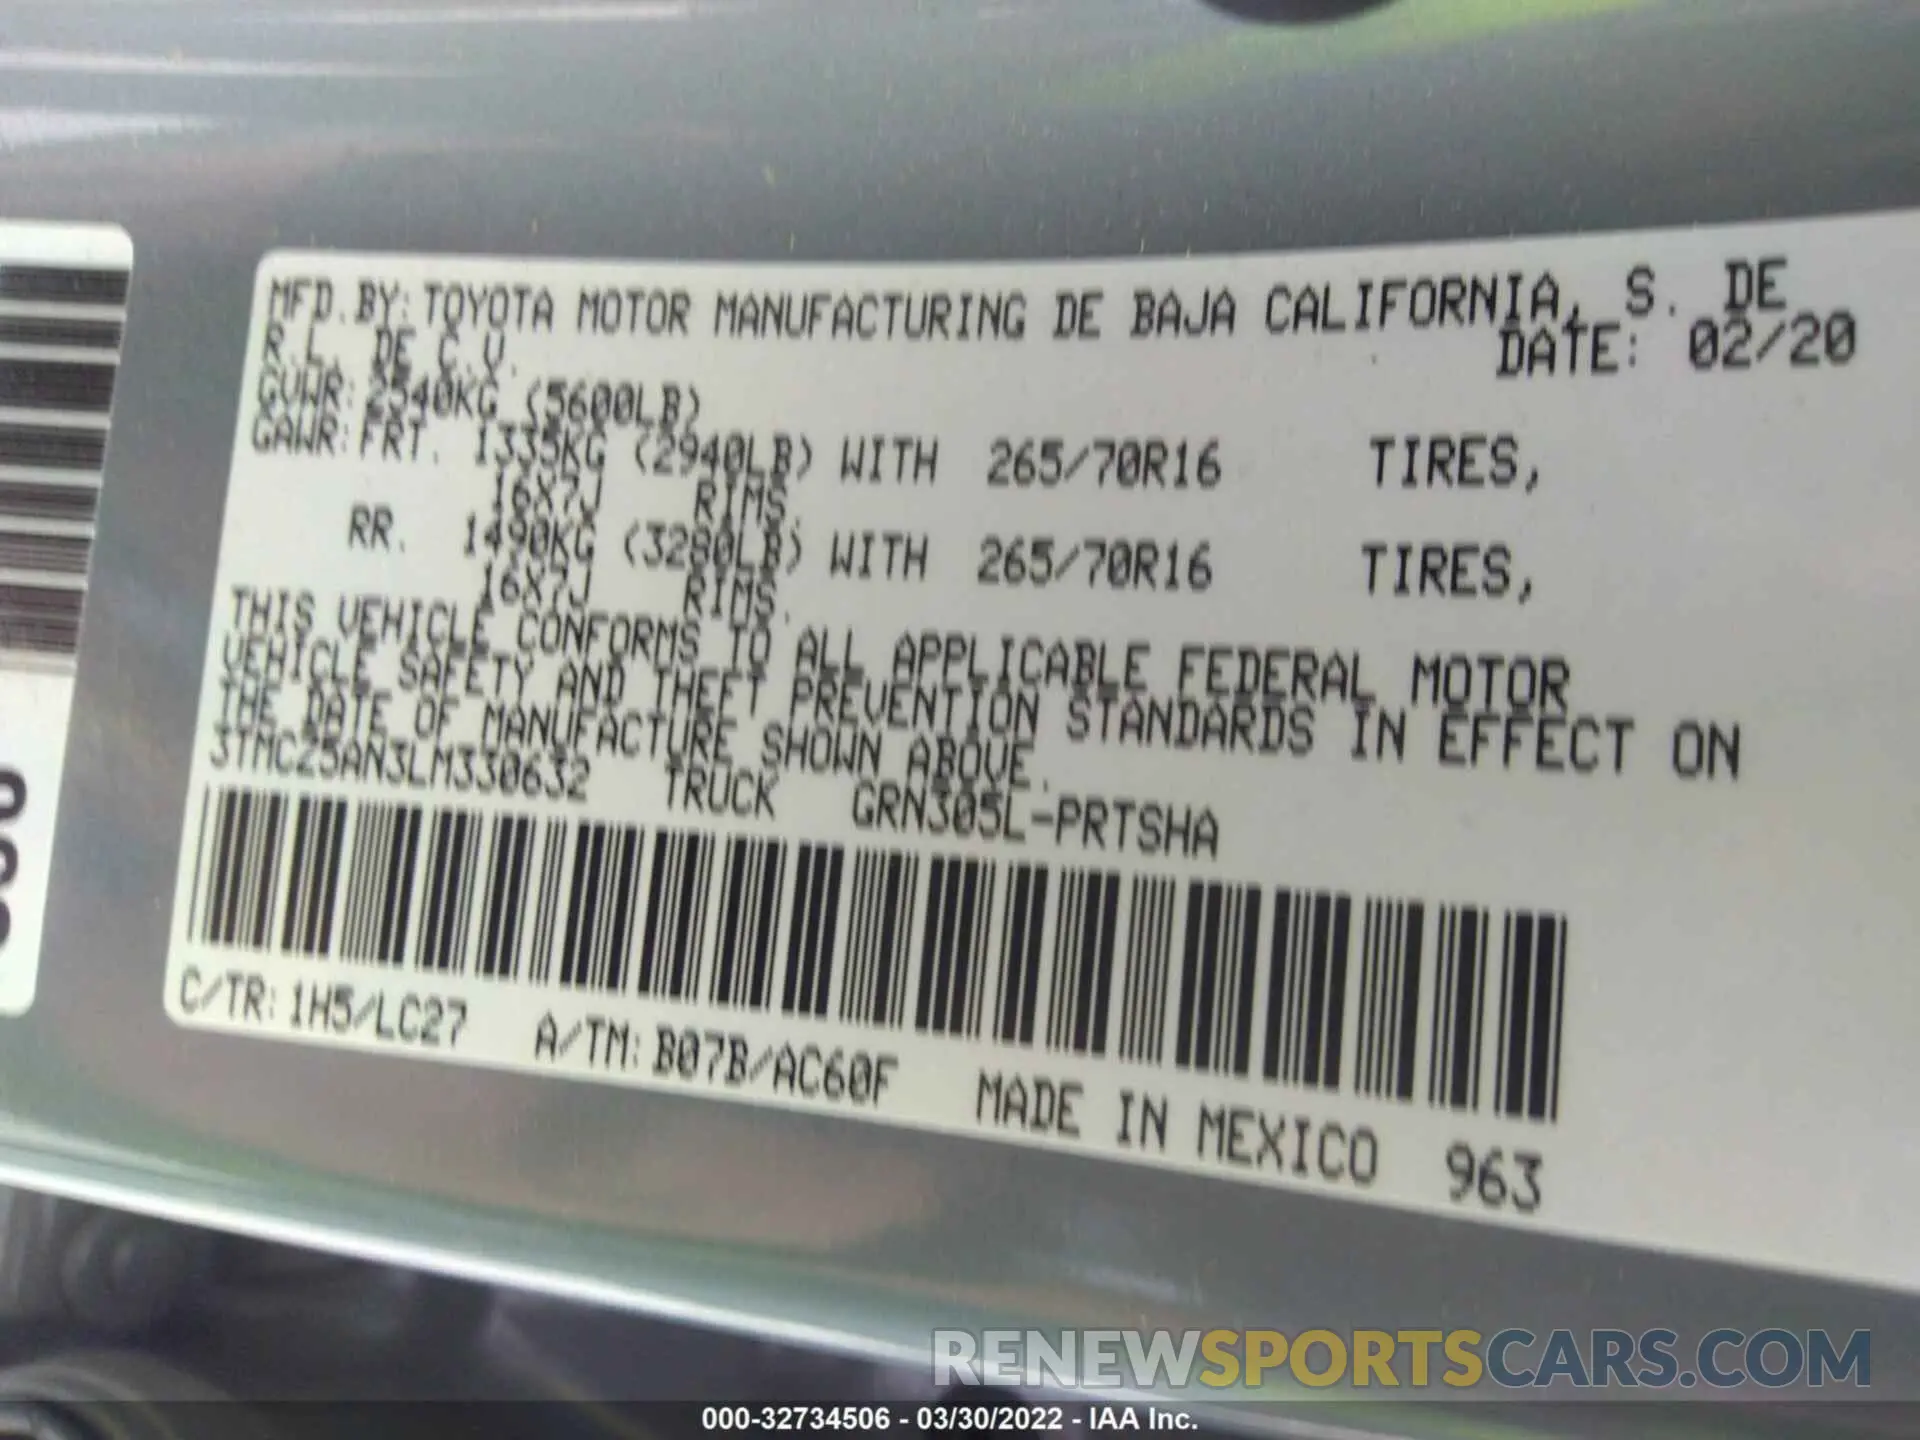 MFD.BY: TOYOTA MOTOR MANUFACTURING DE BAJA CALIFORNIA, S. DE
R.L. DE C.V. DATE: 02/20
GVWR: 2540KG (5600LB)
GAWR: FRT. 1335KG (2940LB) WITH 265/70R16 TIRES,
16X7J RIMS.
RR. 1490KG (3280LB) WITH 265/70R16 TIRES,
16X7J RIMS.
THIS VEHICLE CONFORMS TO ALL APPLICABLE FEDERAL MOTOR
VEHICLE SAFETY AND THEFT PREVENTION STANDARDS IN EFFECT ON
THE DATE OF MANUFACTURE SHOWN ABOVE.
3TMCZ5AN3LM330632 TRUCK GRN305L-PRTSHA
C/TR: 1H5/LC27 A/TM: B07B/AC60F MADE IN MEXICO 963
RENEWSPORTSCARS.COM
000-32734506 - 03/30/2022 - IAA Inc.